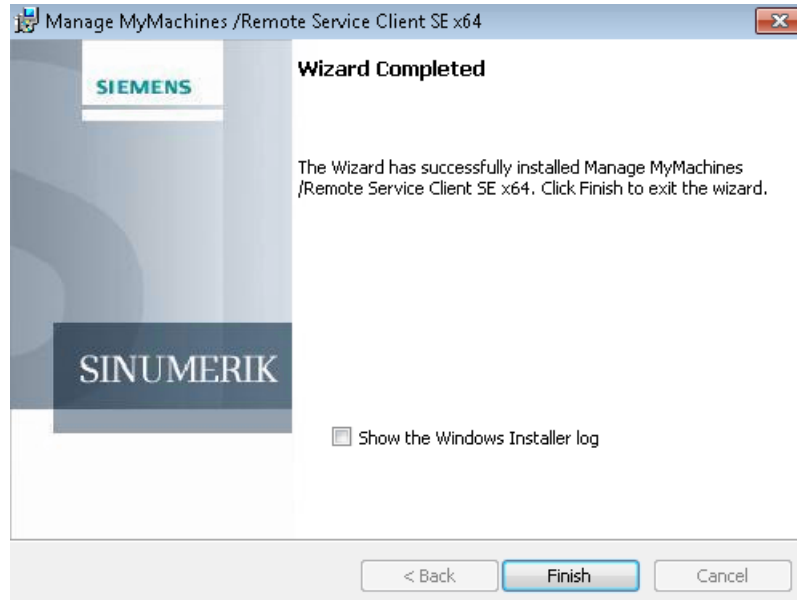 Manage MyMachines /Remote Service Client SE x64
SIEMENS
Wizard Completed
The Wizard has successfully installed Manage MyMachines
/Remote Service Client SE x64. Click Finish to exit the wizard.
SINUMERIK
Show the Windows Installer log
< Back
Finish
Cancel